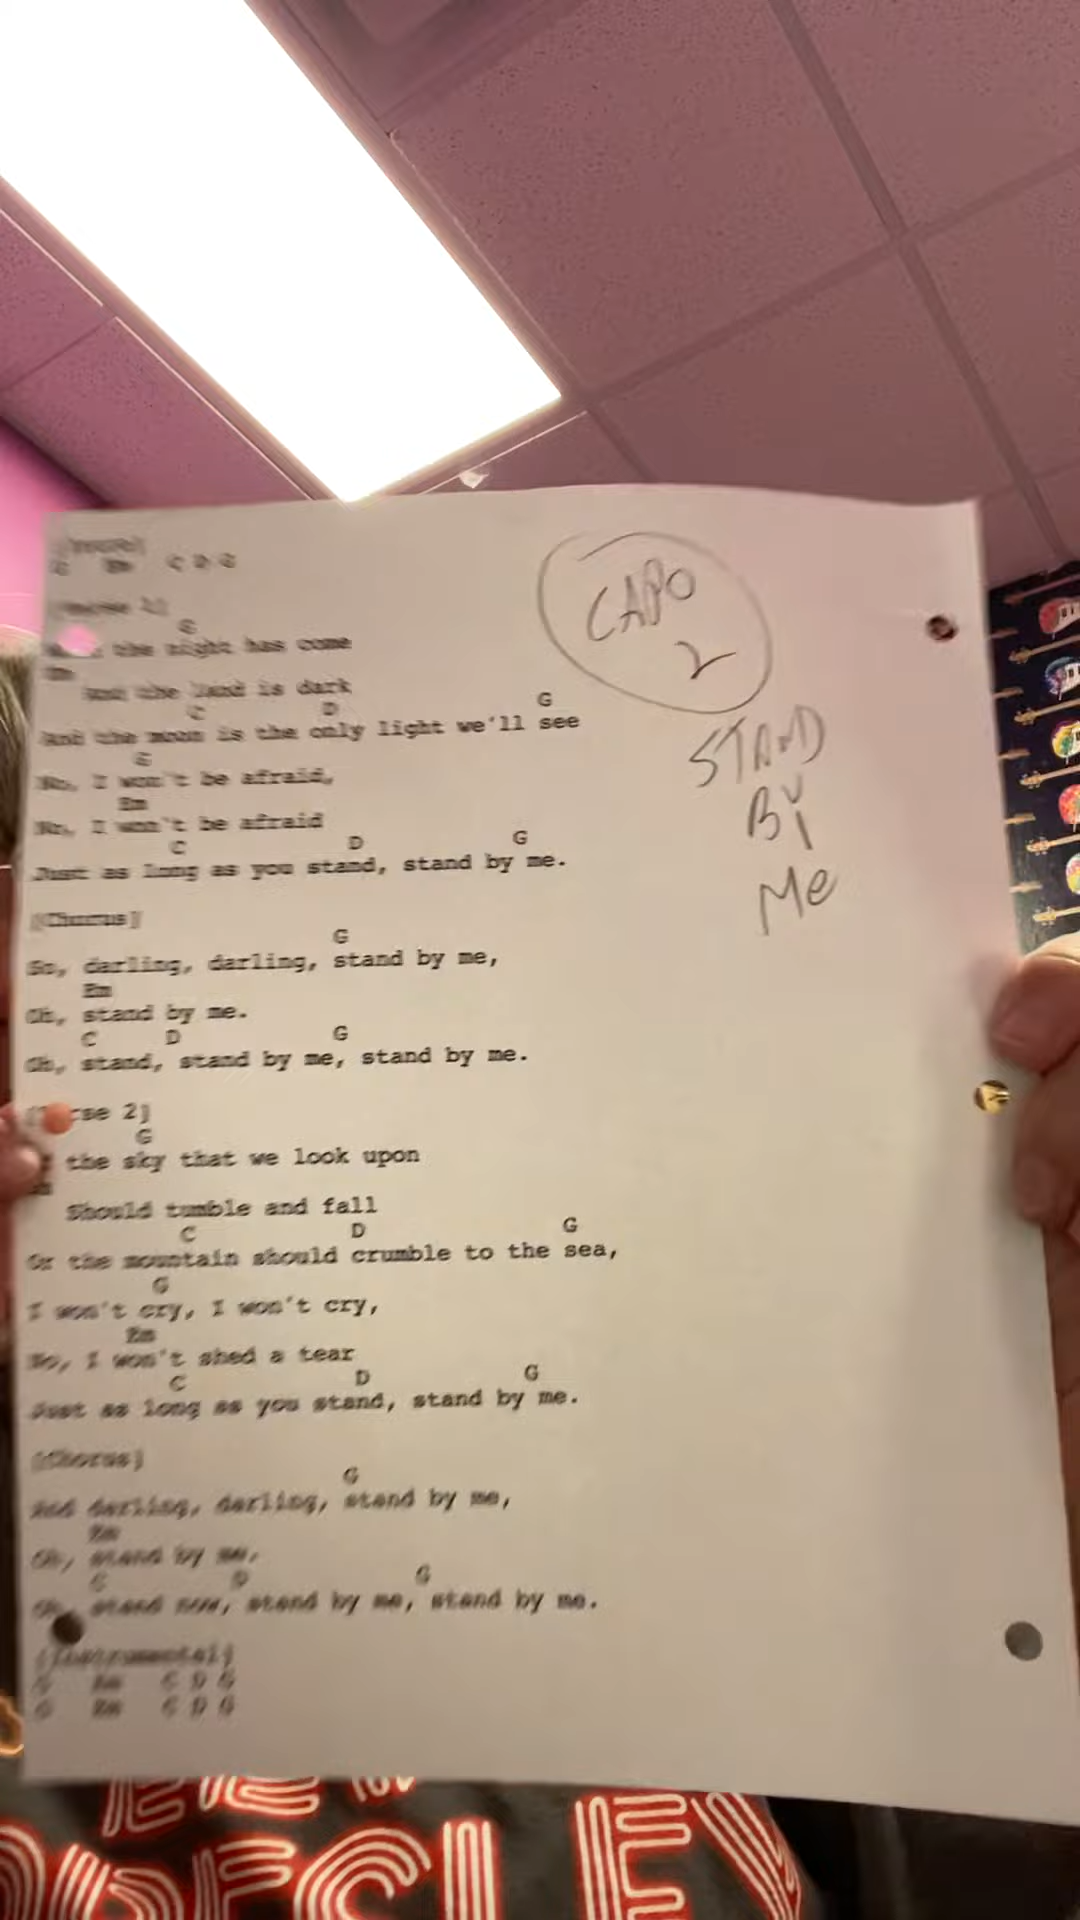 CAPO
2
STAND
BY
Me
Em C D G
G
the night has come
Em
And the land is dark
C D G
And the moon is the only light we'll see
G
No, I won't be afraid,
Em
No, I won't be afraid
C D G
Just as long as you stand, stand by me.
[Chorus]
G
So, darling, darling, stand by me,
Em
Oh, stand by me.
C D G
Oh, stand, stand by me, stand by me.
rse 2]
G
the sky that we look upon
Should tumble and fall
C D G
Or the mountain should crumble to the sea,
G
I won't cry, I won't cry,
Em
No, I won't shed a tear
C D G
Just as long as you stand, stand by me.
[Chorus]
G
And darling, darling, stand by me,
Em
Oh, stand by me,
C D G
stand now, stand by me, stand by me.
[Instrumental]
G Em C D G
G Em C D G
PRESLEY